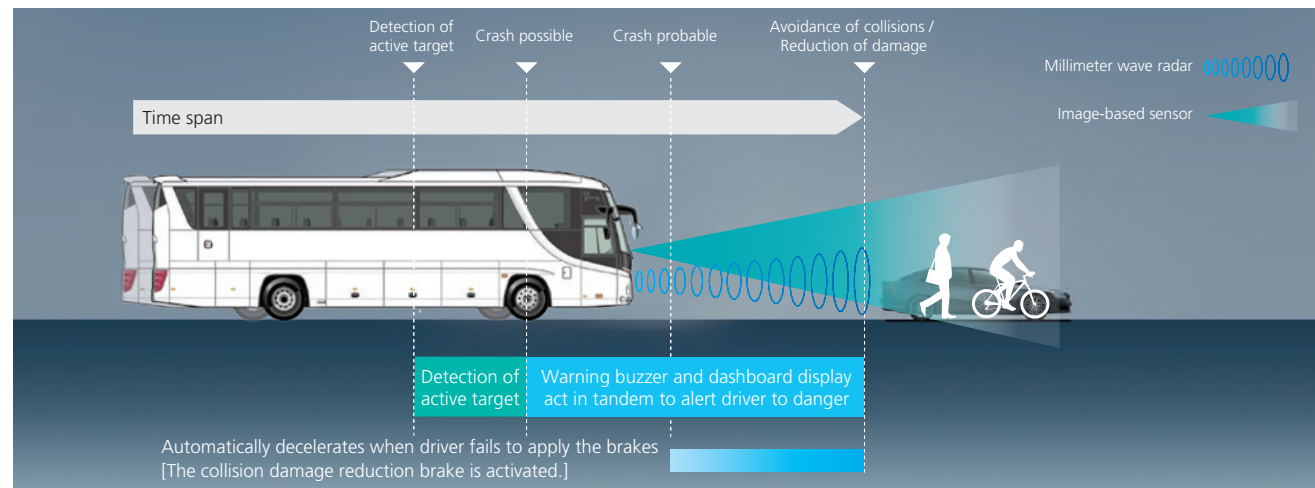 Detection of
active target
Crash possible
Crash probable
Avoidance of collisions /
Reduction of damage
Millimeter wave radar
Image-based sensor
Time span
Detection of
active target
Warning buzzer and dashboard display
act in tandem to alert driver to danger
Automatically decelerates when driver fails to apply the brakes
[The collision damage reduction brake is activated.]